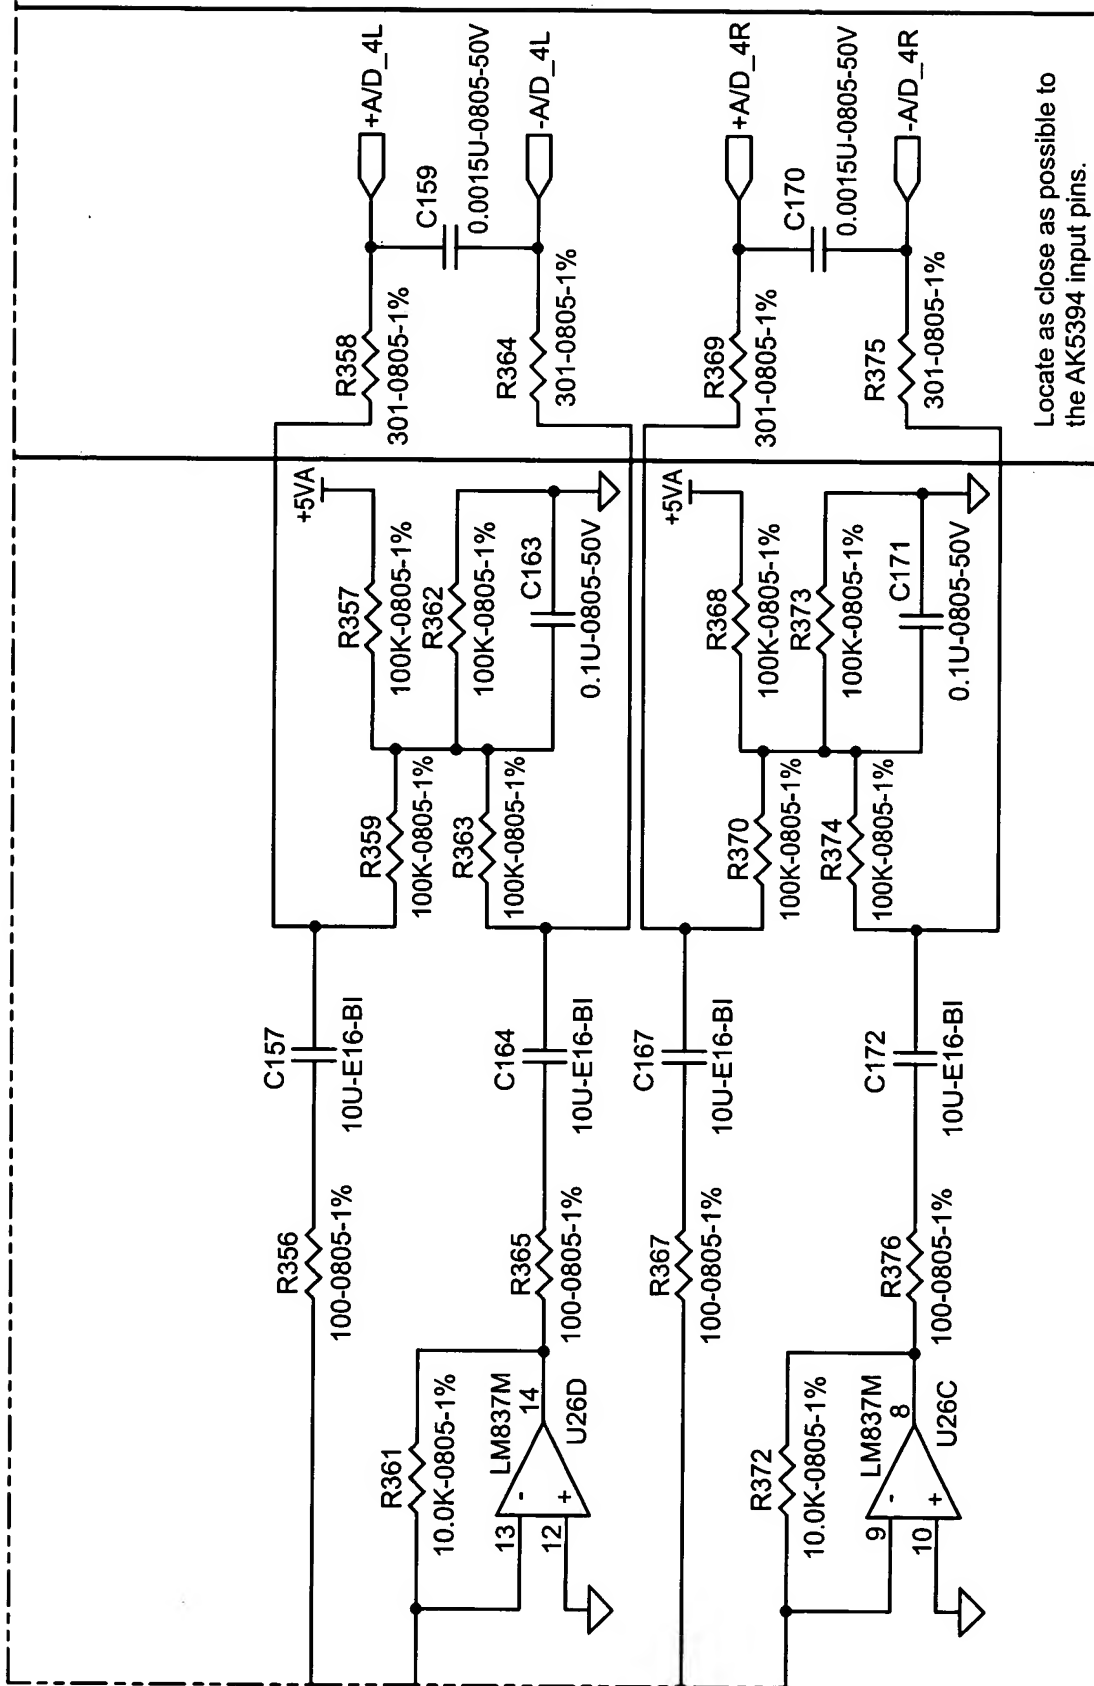 R356
100-0805-1%
C157
10U-E16-BI
R361
10.0K-0805-1%
LM837M
13
12
-
+
14
U26D
R365
100-0805-1%
C164
10U-E16-BI
R359
100K-0805-1%
R363
100K-0805-1%
+5VA
R357
100K-0805-1%
R362
100K-0805-1%
C163
0.1U-0805-50V
R358
301-0805-1%
R364
301-0805-1%
+A/D_4L
C159
0.0015U-0805-50V
-A/D_4L
R367
100-0805-1%
C167
10U-E16-BI
R372
10.0K-0805-1%
LM837M
9
10
-
+
8
U26C
R376
100-0805-1%
C172
10U-E16-BI
R370
100K-0805-1%
R374
100K-0805-1%
+5VA
R368
100K-0805-1%
R373
100K-0805-1%
C171
0.1U-0805-50V
R369
301-0805-1%
R375
301-0805-1%
+A/D_4R
C170
0.0015U-0805-50V
-A/D_4R
Locate as close as possible to
the AK5394 input pins.